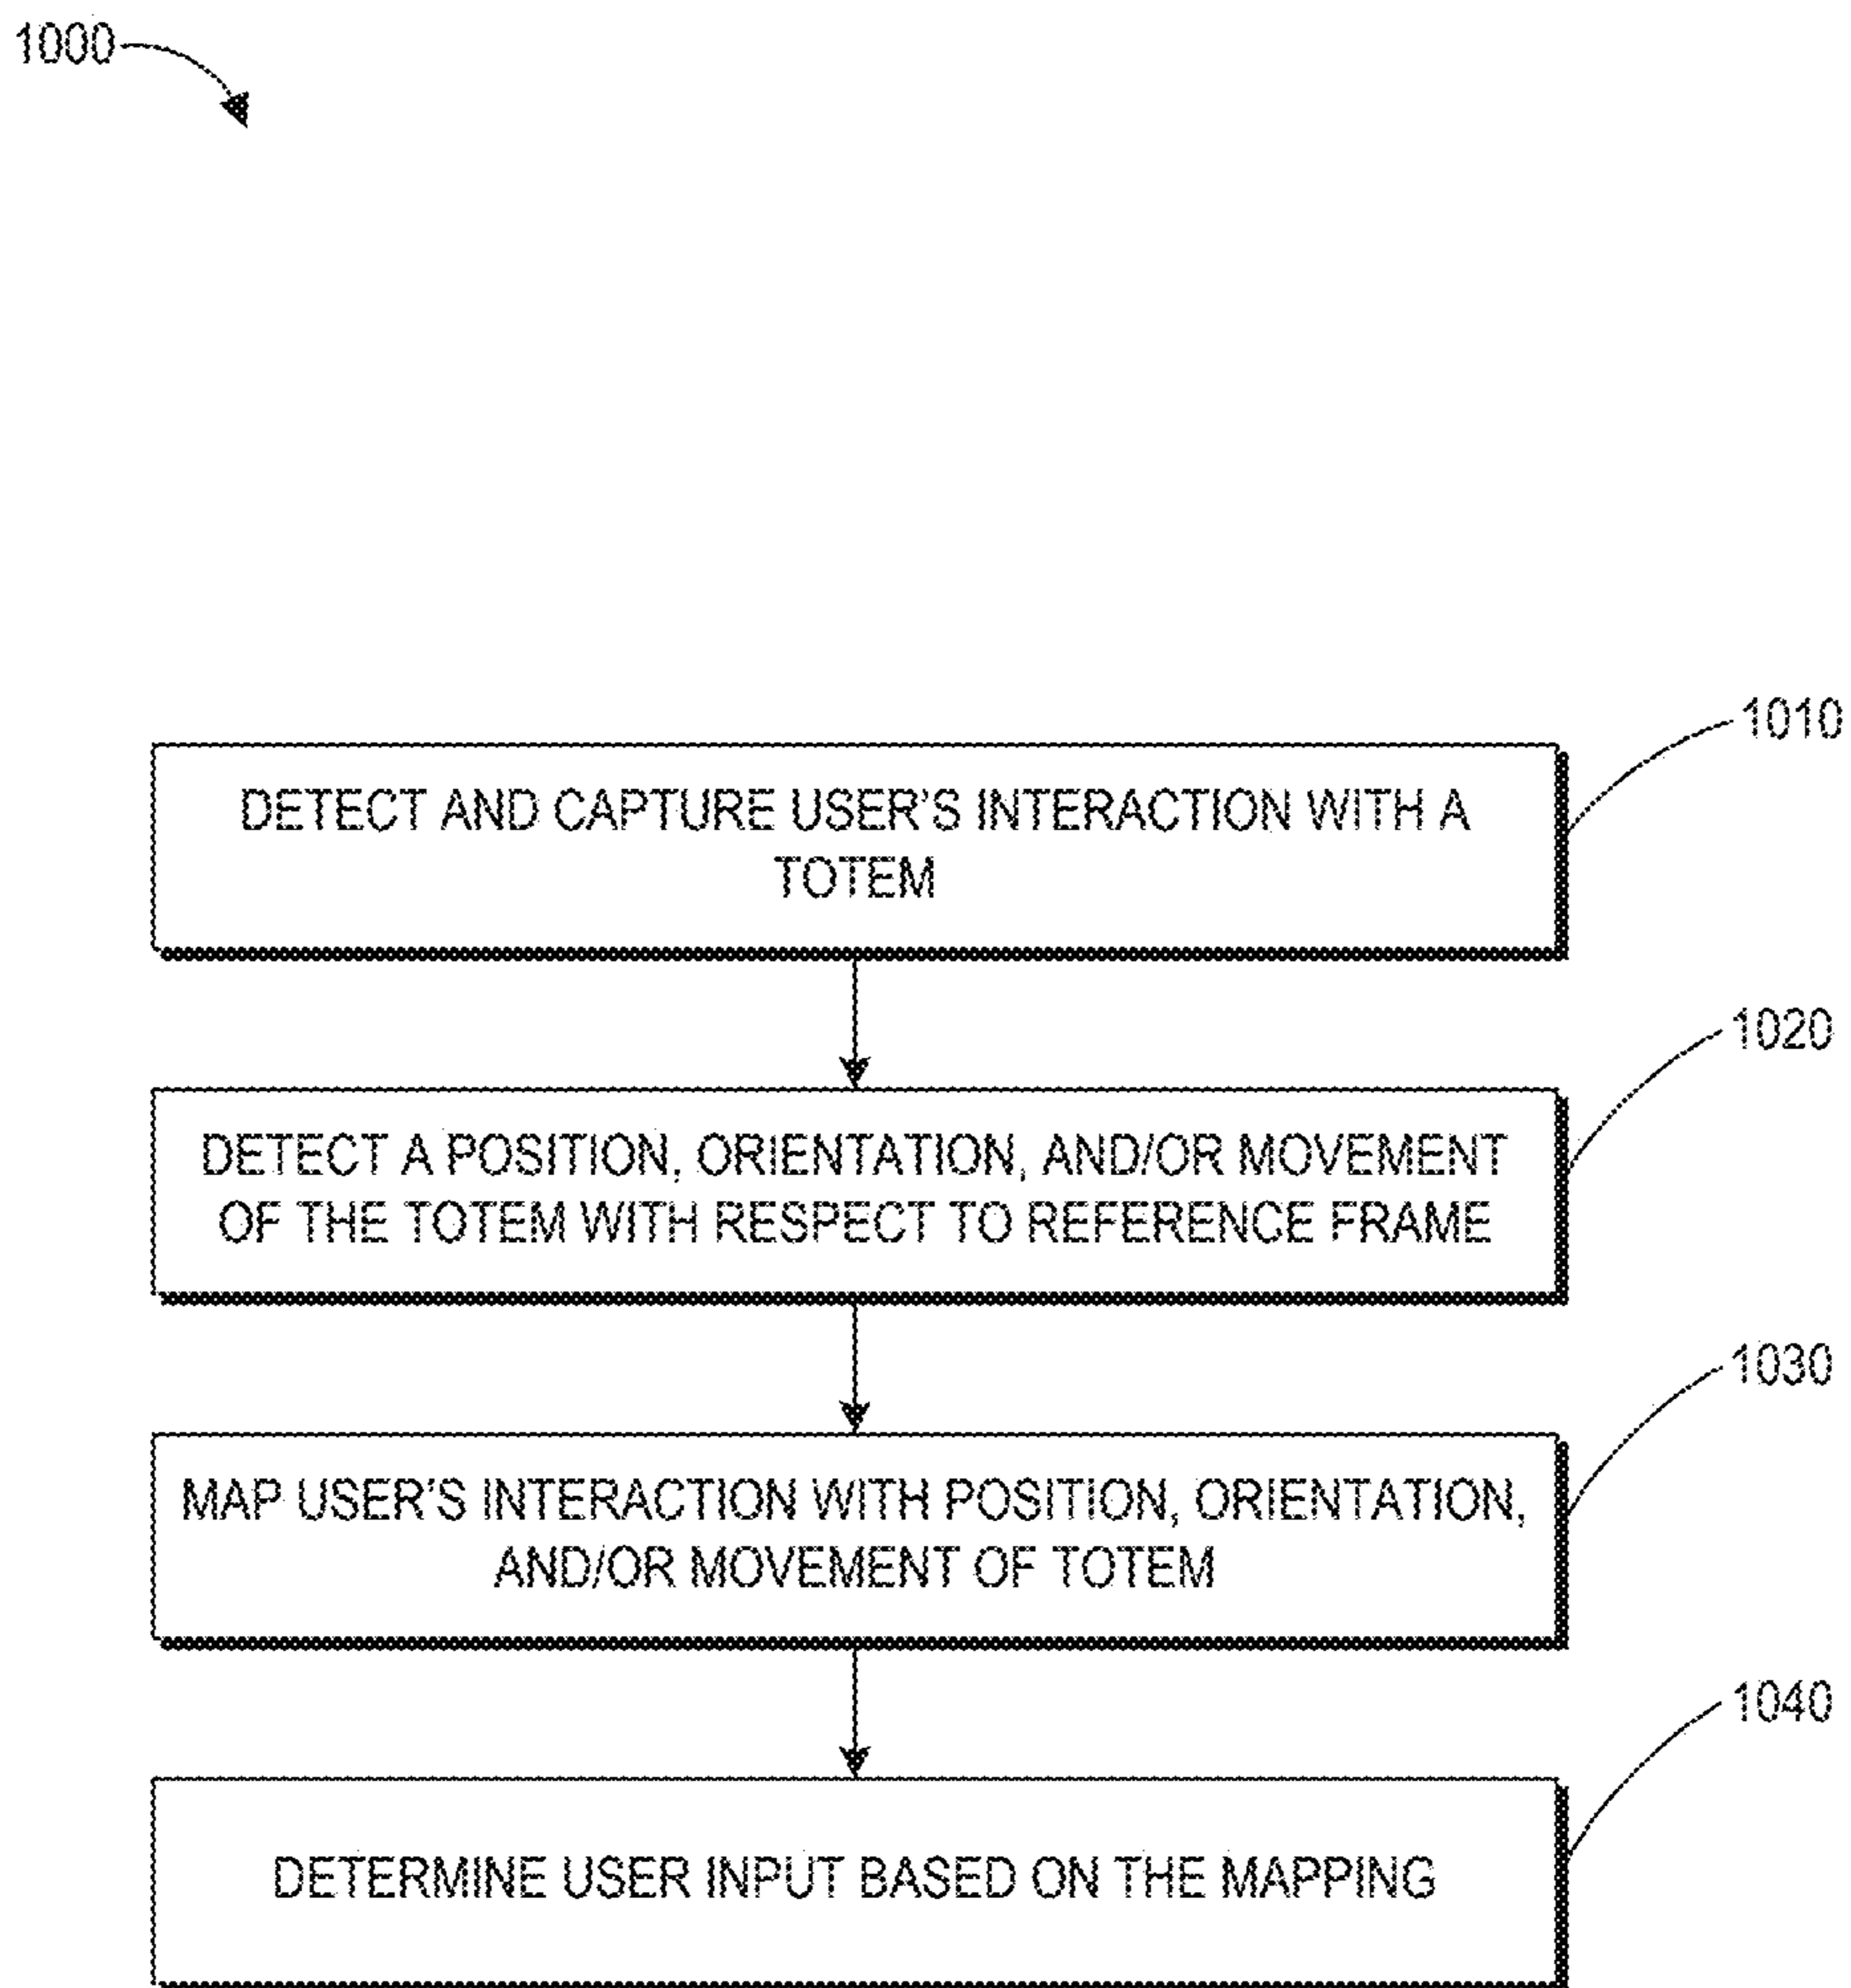 1000
1010
DETECT AND CAPTURE USER'S INTERACTION WITH A
TOTEM
1020
DETECT A POSITION, ORIENTATION, AND/OR MOVEMENT
OF THE TOTEM WITH RESPECT TO REFERENCE FRAME
1030
MAP USER'S INTERACTION WITH POSITION, ORIENTATION,
AND/OR MOVEMENT OF TOTEM
1040
DETERMINE USER INPUT BASED ON THE MAPPING